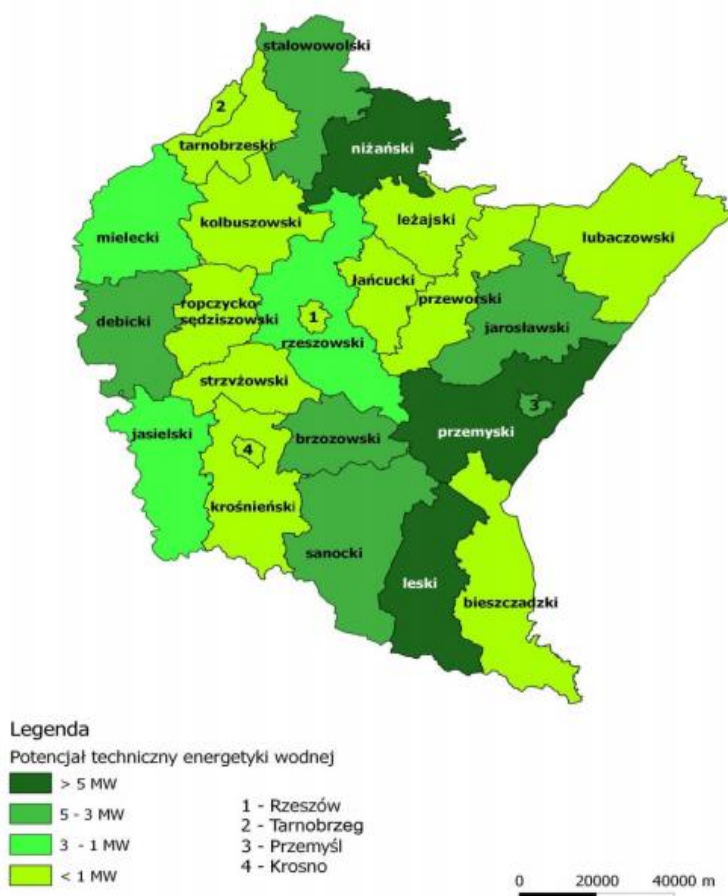 stalowowolski
2
tarnobrzeski
niżański
kolbuszowski
leżajski
mielecki
lubaczowski
łańcucki
ropczycko-
sędziszowski
przeworski
debicki
1
jarosławski
rzeszowski
strzyżowski
3
jasielski
brzozowski
przemyski
4
krośnieński
sanocki
leski
bieszczadzki
Legenda
Potencjał techniczny energetyki wodnej
> 5 MW
5 - 3 MW
3 - 1 MW
< 1 MW
1 - Rzeszów
2 - Tarnobrzeg
3 - Przemyśl
4 - Krosno
0 20000 40000 m